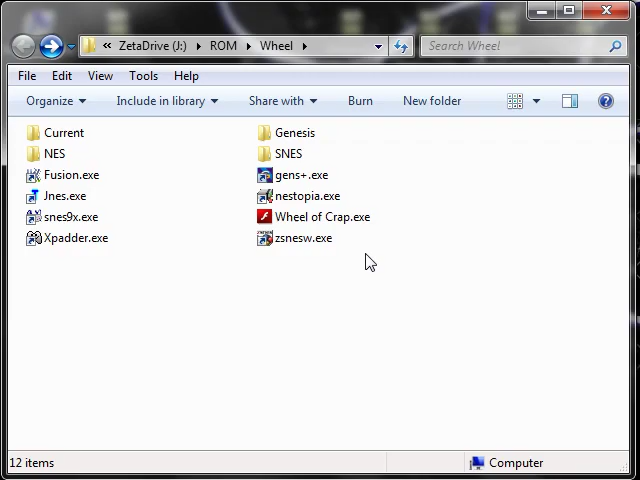 « ZetaDrive (J:) ROM Wheel
Search Wheel
File Edit View Tools Help
Organize Include in library Share with Burn New folder
Current Genesis
NES SNES
Fusion.exe gens+.exe
Jnes.exe nestopia.exe
snes9x.exe Wheel of Crap.exe
Xpadder.exe zsnesw.exe
12 items Computer